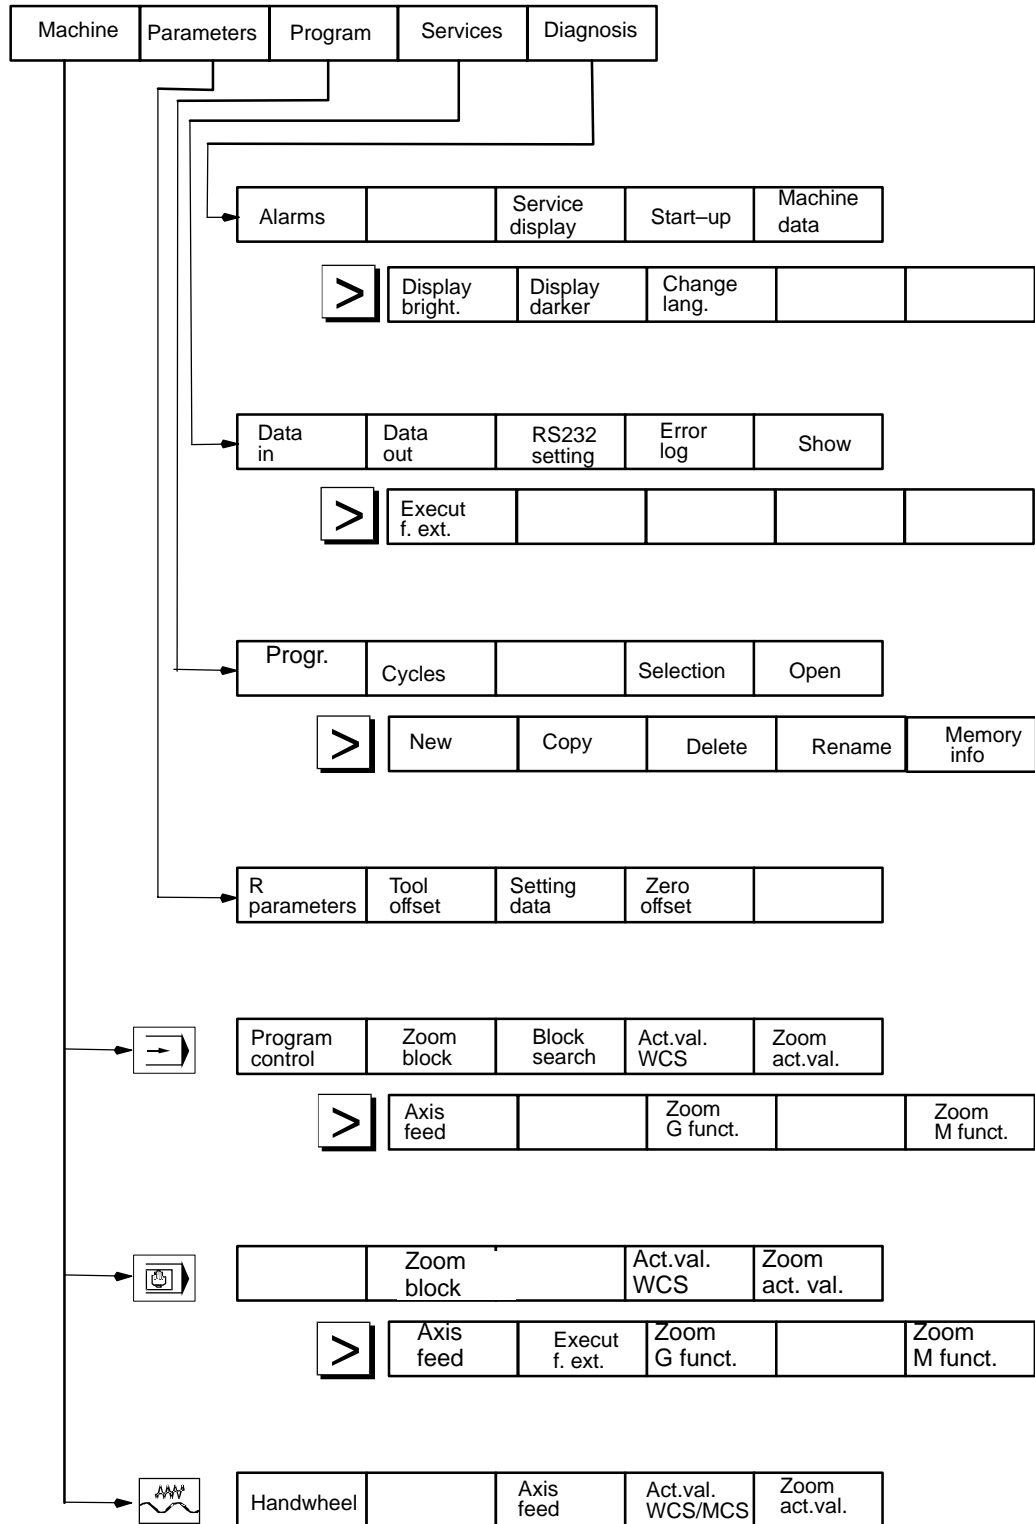 Machine Parameters Program Services Diagnosis
Alarms Service display Start–up Machine data
> Display bright. Display darker Change lang.
Data in Data out RS232 setting Error log Show
> Execut f. ext.
Progr. Cycles Selection Open
> New Copy Delete Rename Memory info
R parameters Tool offset Setting data Zero offset
Program control Zoom block Block search Act.val. WCS Zoom act.val.
> Axis feed Zoom G funct. Zoom M funct.
Zoom block Act.val. WCS Zoom act. val.
> Axis feed Execut f. ext. Zoom G funct. Zoom M funct.
Handwheel Axis feed Act.val. WCS/MCS Zoom act.val.